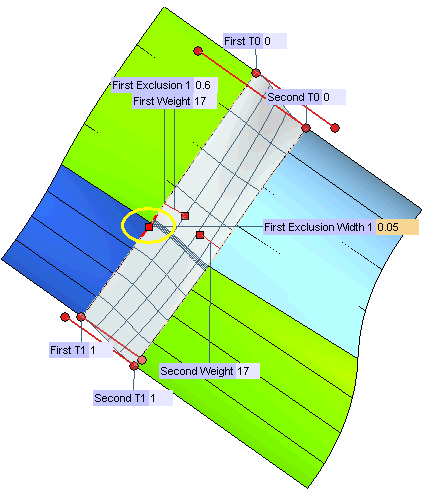 First T0 0
First Exclusion 1 0.6
Second T0 0
First Weight 17
First Exclusion Width 1 0.05
First T1 1
Second Weight 17
Second T1 1